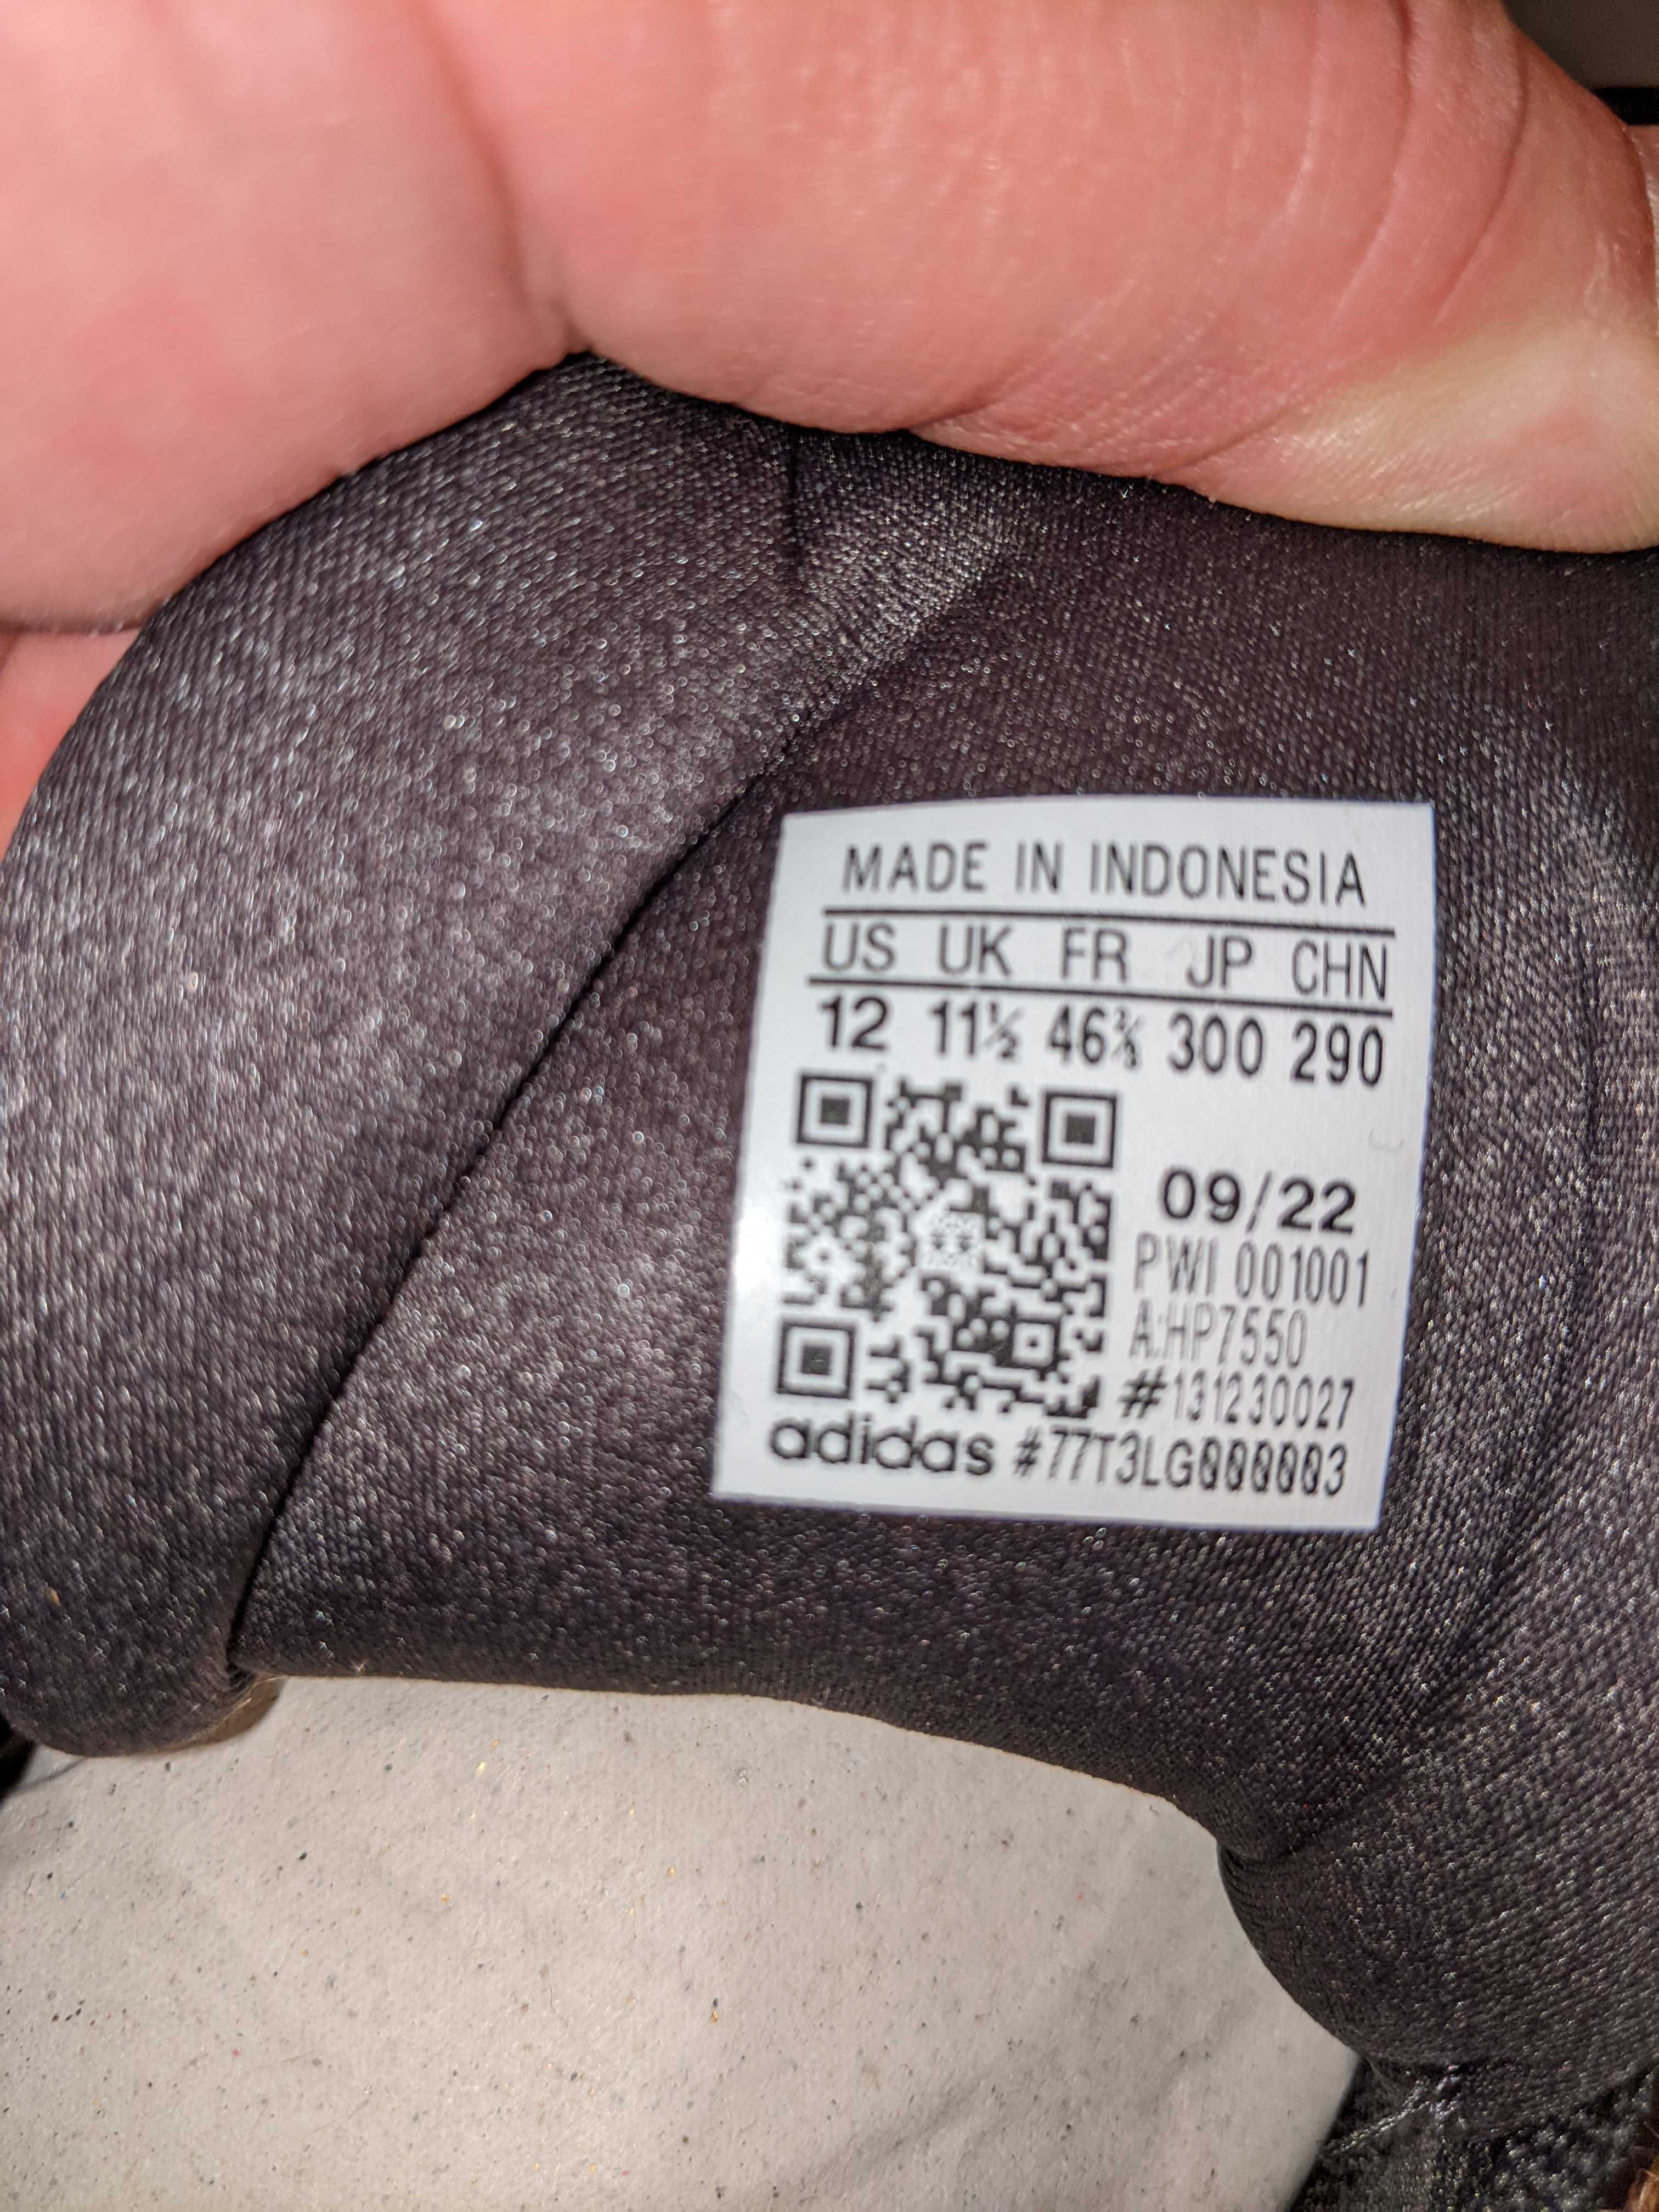 MADE IN INDONESIA
US UK FR JP CHN
12 11½ 46⅔ 300 290
09/22
PWI 001001
A:HP7550
#131230027
adidas #77T3LG000003